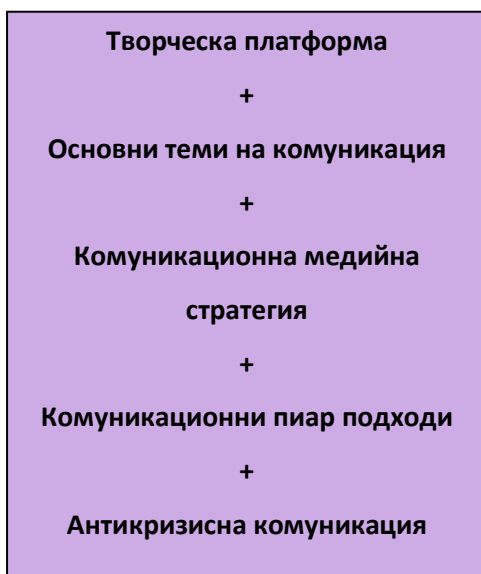 Творческа платформа
+
Основни теми на комуникация
+
Комуникационна медийна
стратегия
+
Комуникационни пиар подходи
+
Антикризисна комуникация